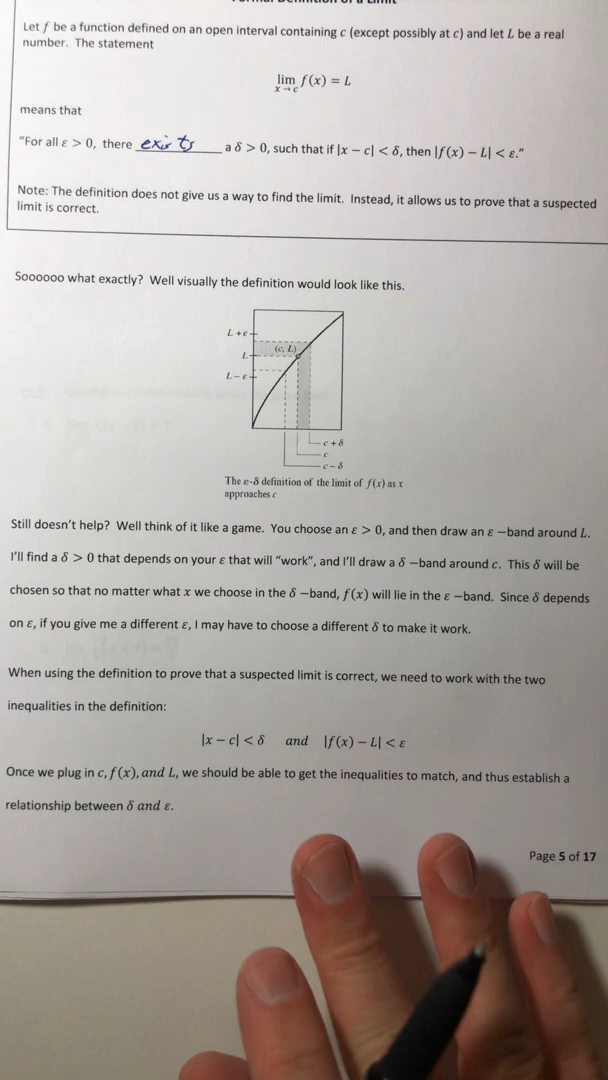 Let f be a function defined on an open interval containing c (except possibly at c) and let L be a real
number. The statement
lim f(x) = L
x→c
means that
"For all ε > 0, there exists a δ > 0, such that if |x − c| < δ, then |f(x) − L| < ε."
Note: The definition does not give us a way to find the limit. Instead, it allows us to prove that a suspected
limit is correct.
Soooooo what exactly? Well visually the definition would look like this.
L + ε
(c, L)
L
L − ε
c + δ
c
c − δ
The ε-δ definition of the limit of f(x) as x
approaches c
Still doesn't help? Well think of it like a game. You choose an ε > 0, and then draw an ε −band around L.
I'll find a δ > 0 that depends on your ε that will "work", and I'll draw a δ −band around c. This δ will be
chosen so that no matter what x we choose in the δ −band, f(x) will lie in the ε −band. Since δ depends
on ε, if you give me a different ε, I may have to choose a different δ to make it work.
When using the definition to prove that a suspected limit is correct, we need to work with the two
inequalities in the definition:
|x − c| < δ and |f(x) − L| < ε
Once we plug in c, f(x), and L, we should be able to get the inequalities to match, and thus establish a
relationship between δ and ε.
Page 5 of 17